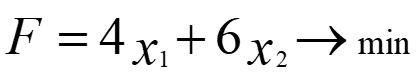 F = 4x₁ + 6x₂ → min